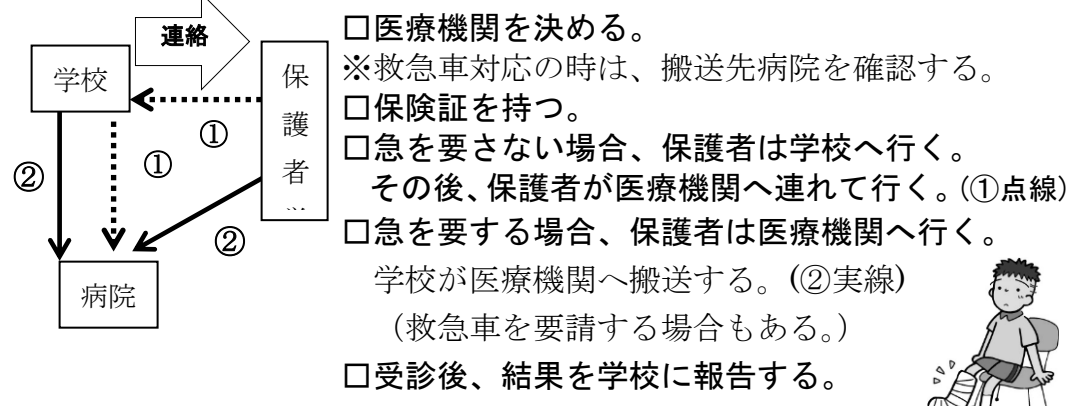 連絡
学校
保護者
①
①
②
②
病院
□医療機関を決める。
※救急車対応の時は、搬送先病院を確認する。
□保険証を持つ。
□急を要さない場合、保護者は学校へ行く。
その後、保護者が医療機関へ連れて行く。(①点線)
□急を要する場合、保護者は医療機関へ行く。
学校が医療機関へ搬送する。(②実線)
（救急車を要請する場合もある。）
□受診後、結果を学校に報告する。